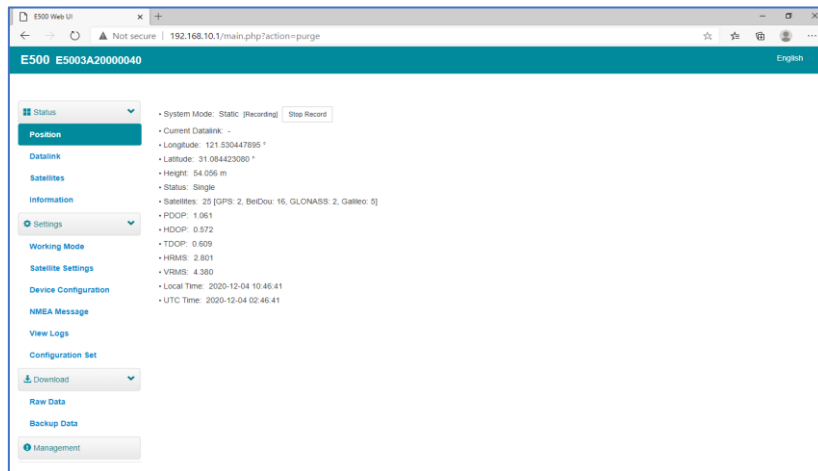 E500 Web UI
Not secure | 192.168.10.1/main.php?action=purge
E500 E5003A20000040
English
Status
Position
Datalink
Satellites
Information
Settings
Working Mode
Satellite Settings
Device Configuration
NMEA Message
View Logs
Configuration Set
Download
Raw Data
Backup Data
Management
• System Mode: Static [Recording] Stop Record
• Current Datalink: -
• Longitude: 121.530447895 °
• Latitude: 31.084423080 °
• Height: 54.056 m
• Status: Single
• Satellites: 25 [GPS: 2, BeiDou: 16, GLONASS: 2, Galileo: 5]
• PDOP: 1.061
• HDOP: 0.572
• TDOP: 0.609
• HRMS: 2.801
• VRMS: 4.380
• Local Time: 2020-12-04 10:46:41
• UTC Time: 2020-12-04 02:46:41